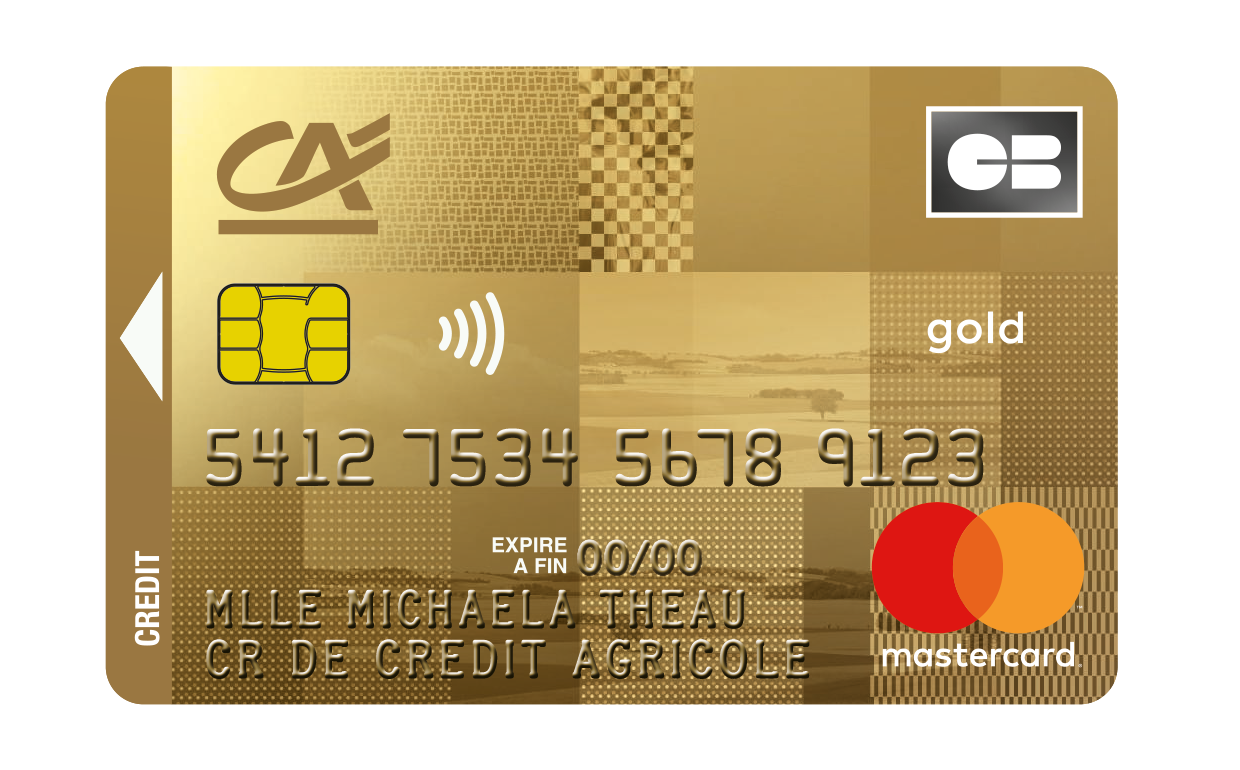 CA
CB
gold
5412 7534 5678 9123
EXPIRE
A FIN 00/00
MLLE MICHAELA THEAU
CR DE CREDIT AGRICOLE
CREDIT
mastercard